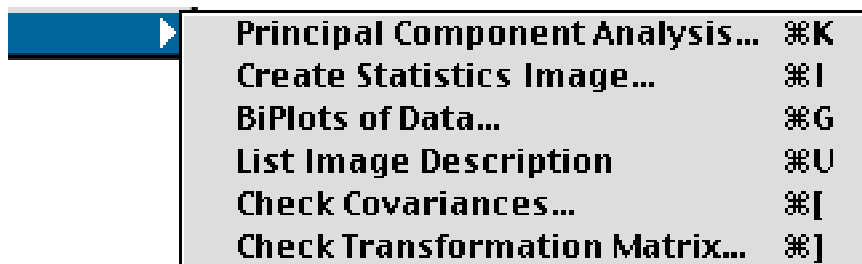 Principal Component Analysis... ⌘K
Create Statistics Image... ⌘I
BiPlots of Data... ⌘G
List Image Description ⌘U
Check Covariances... ⌘[
Check Transformation Matrix... ⌘]